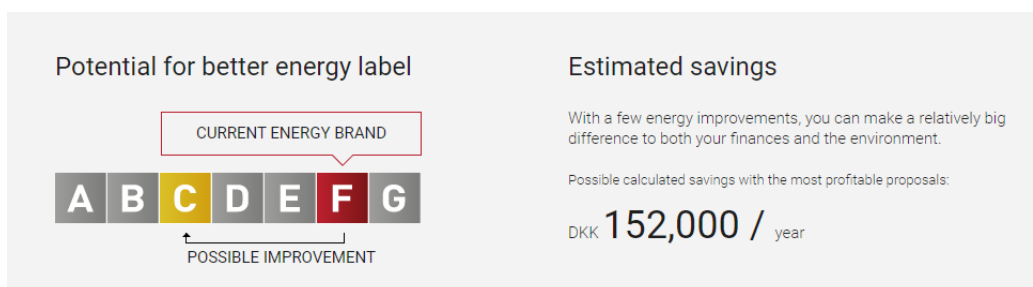 Potential for better energy label
CURRENT ENERGY BRAND
A B C D E F G
POSSIBLE IMPROVEMENT
Estimated savings
With a few energy improvements, you can make a relatively big
difference to both your finances and the environment.
Possible calculated savings with the most profitable proposals:
DKK 152,000 / year